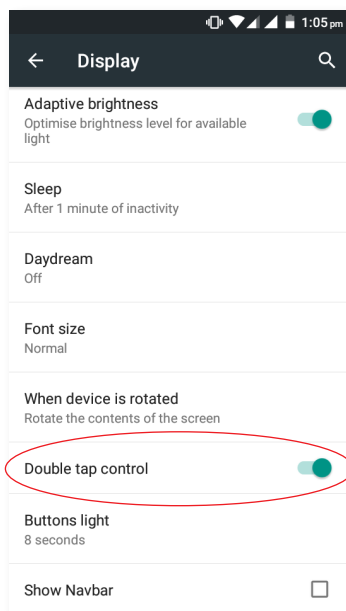 1:05 pm
Display
Adaptive brightness
Optimise brightness level for available
light
Sleep
After 1 minute of inactivity
Daydream
Off
Font size
Normal
When device is rotated
Rotate the contents of the screen
Double tap control
Buttons light
8 seconds
Show Navbar